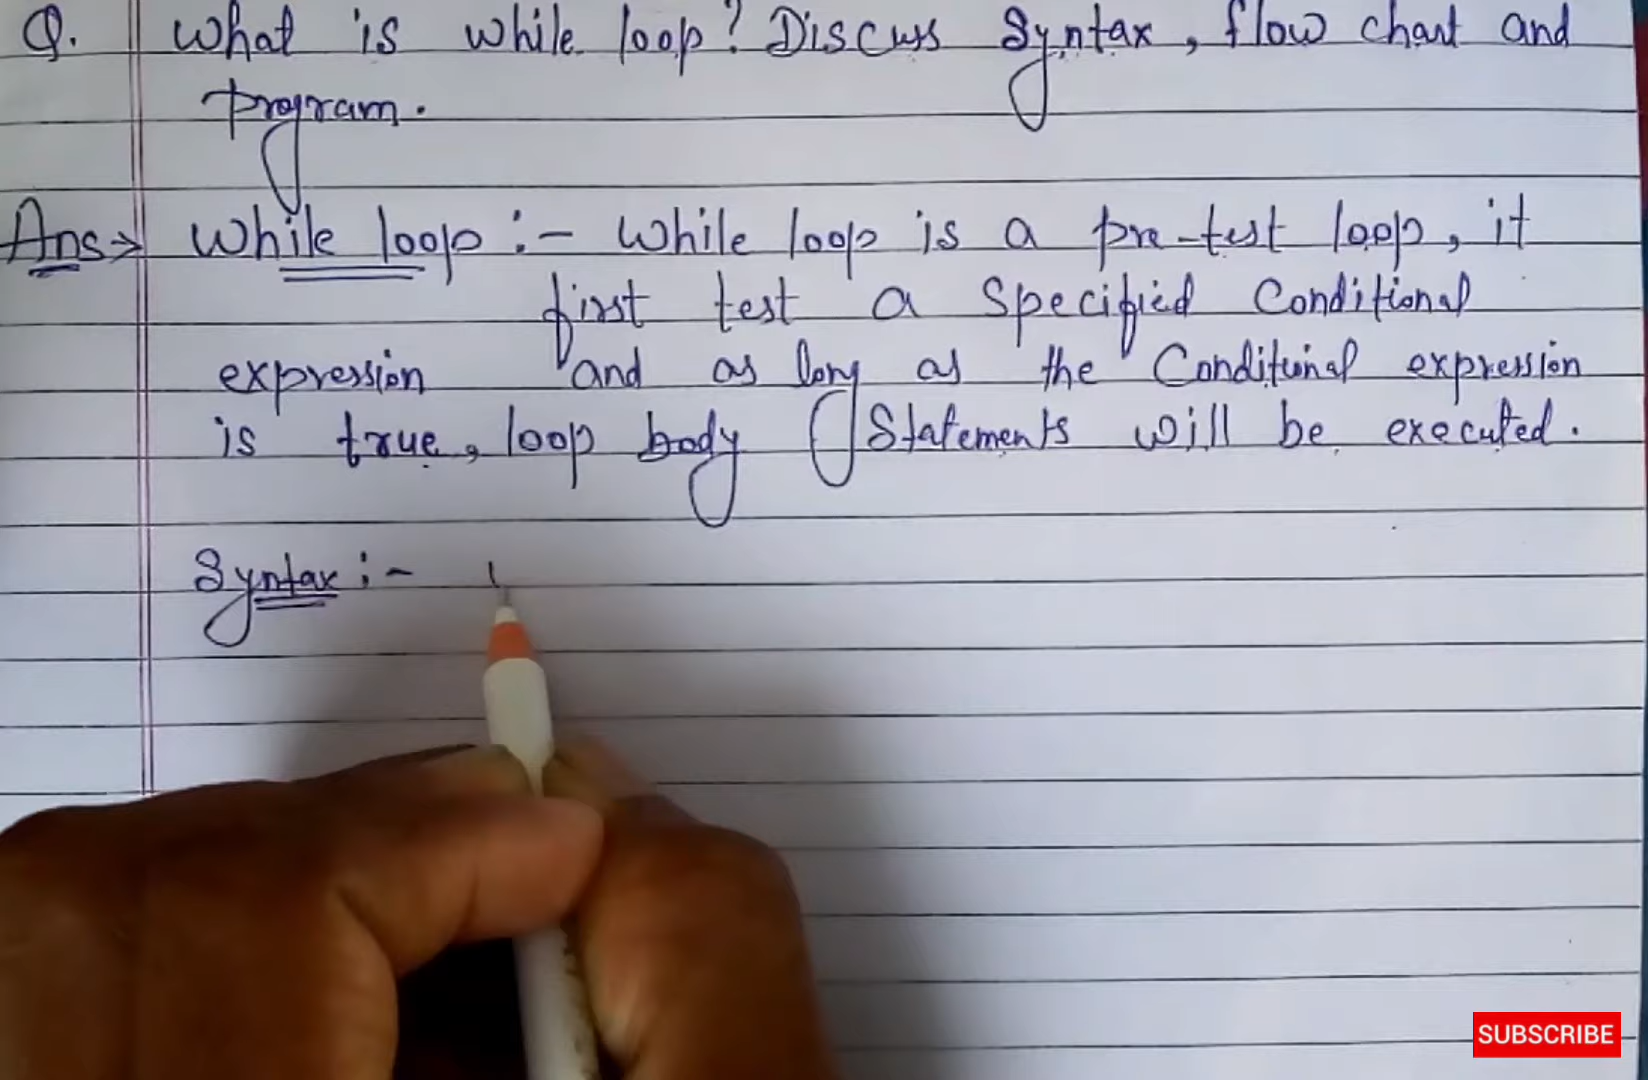 Q. What is while loop? Discuss Syntax, flow chart and
program.
Ans⇒ While loop :- While loop is a pre-test loop, it
first test a specified Conditional
expression and as long as the Conditional expression
is true, loop body Statements will be executed.
Syntax :-
SUBSCRIBE